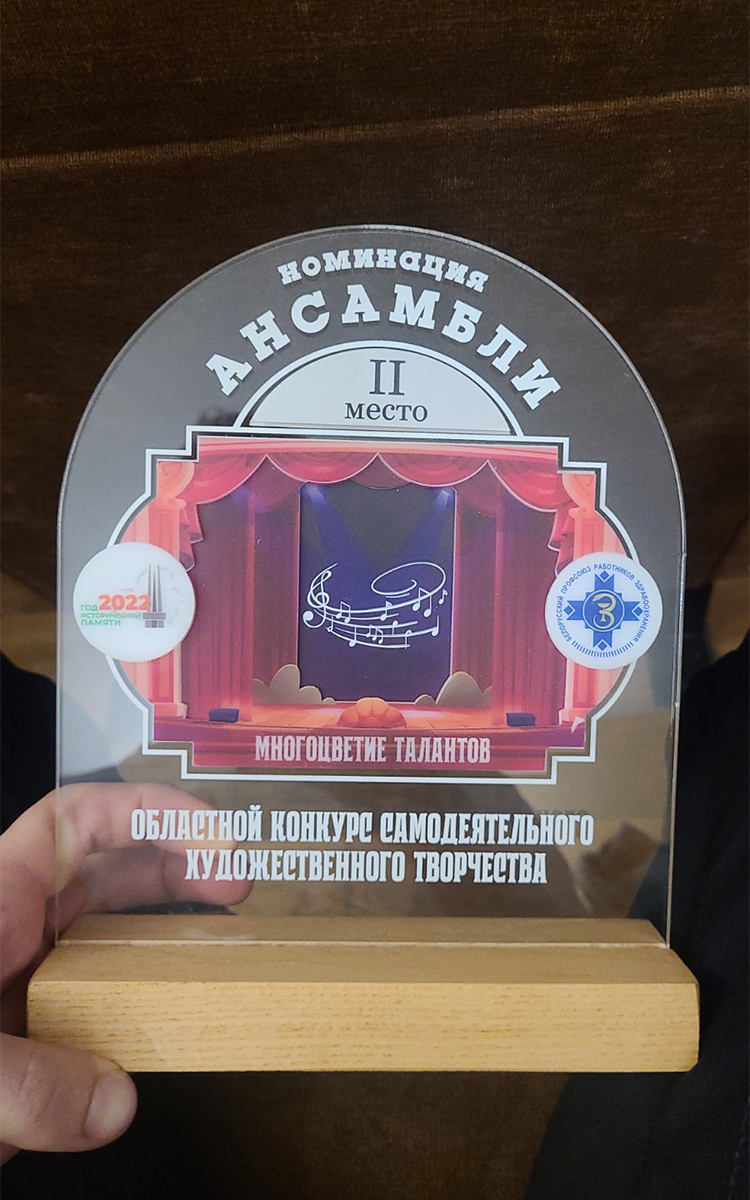 номинация
АНСАМБЛИ
II
место
ГОД 2022
ИСТОРИЧЕСКОЙ
ПАМЯТИ
БЕЛОРУССКИЙ ПРОФСОЮЗ РАБОТНИКОВ ЗДРАВООХРАНЕНИЯ
МНОГОЦВЕТИЕ ТАЛАНТОВ
ОБЛАСТНОЙ КОНКУРС САМОДЕЯТЕЛЬНОГО
ХУДОЖЕСТВЕННОГО ТВОРЧЕСТВА